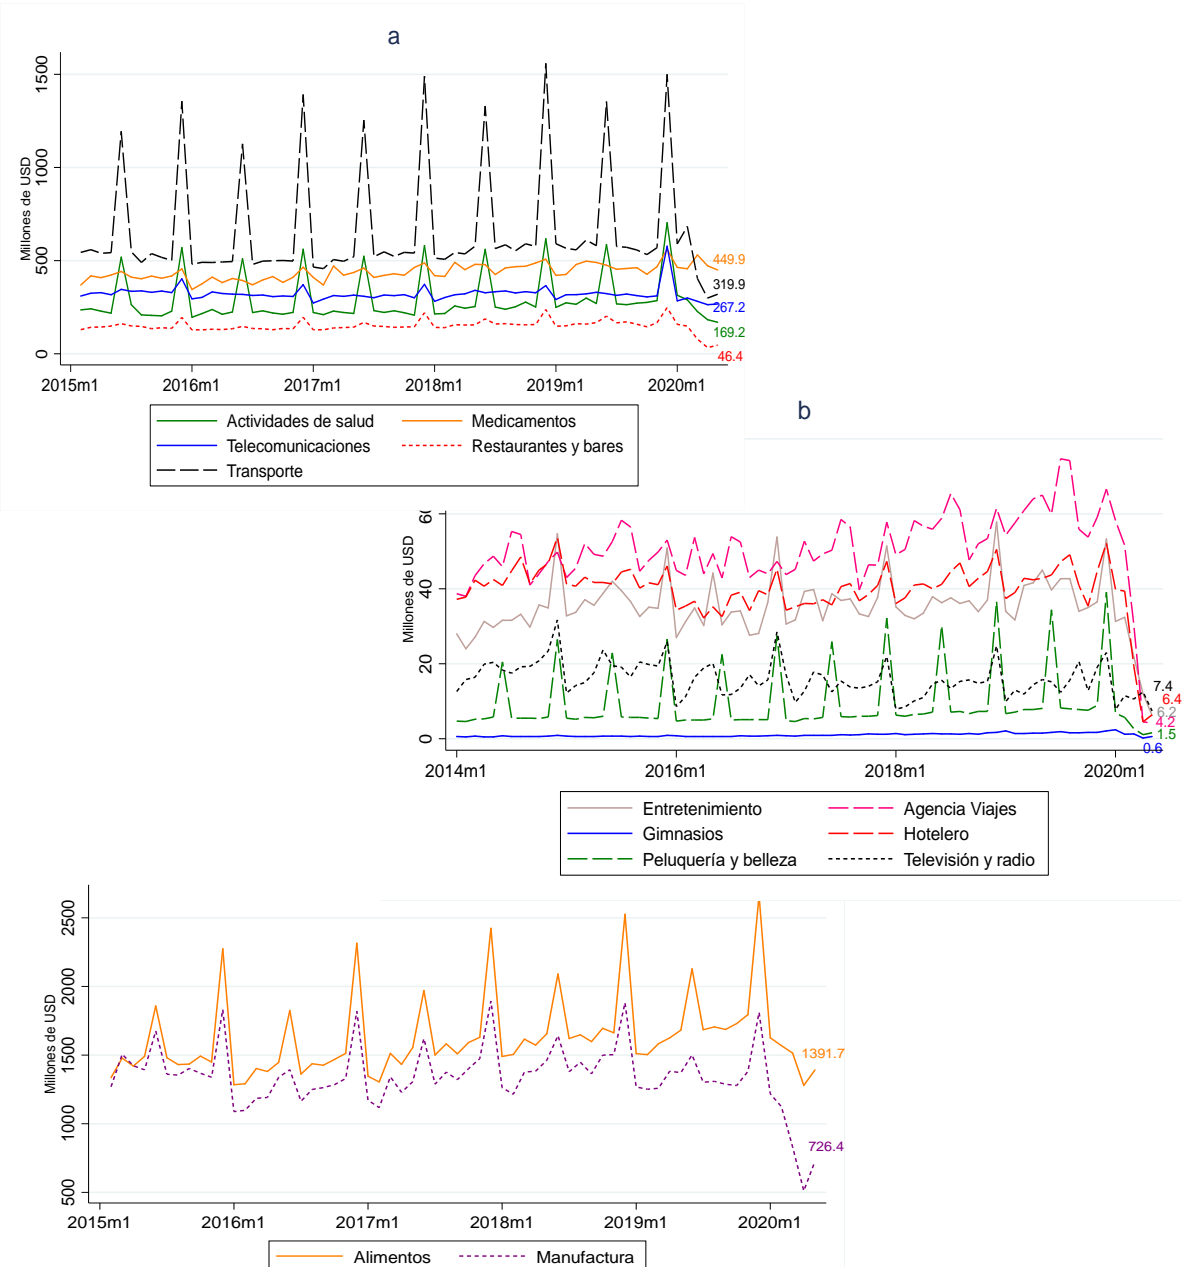 a
Millones de USD
1500
1000
500
0
449.9
319.9
267.2
169.2
46.4
2015m1 2016m1 2017m1 2018m1 2019m1 2020m1
Actividades de salud Medicamentos
Telecomunicaciones Restaurantes y bares
Transporte
b
Millones de USD
40
20
0
7.4
6.4
6.2
4.2
1.5
0.6
2014m1 2016m1 2018m1 2020m1
Entretenimiento Agencia Viajes
Gimnasios Hotelero
Peluquería y belleza Televisión y radio
Millones de USD
2500
2000
1500
1000
500
1391.7
726.4
2015m1 2016m1 2017m1 2018m1 2019m1 2020m1
Alimentos Manufactura